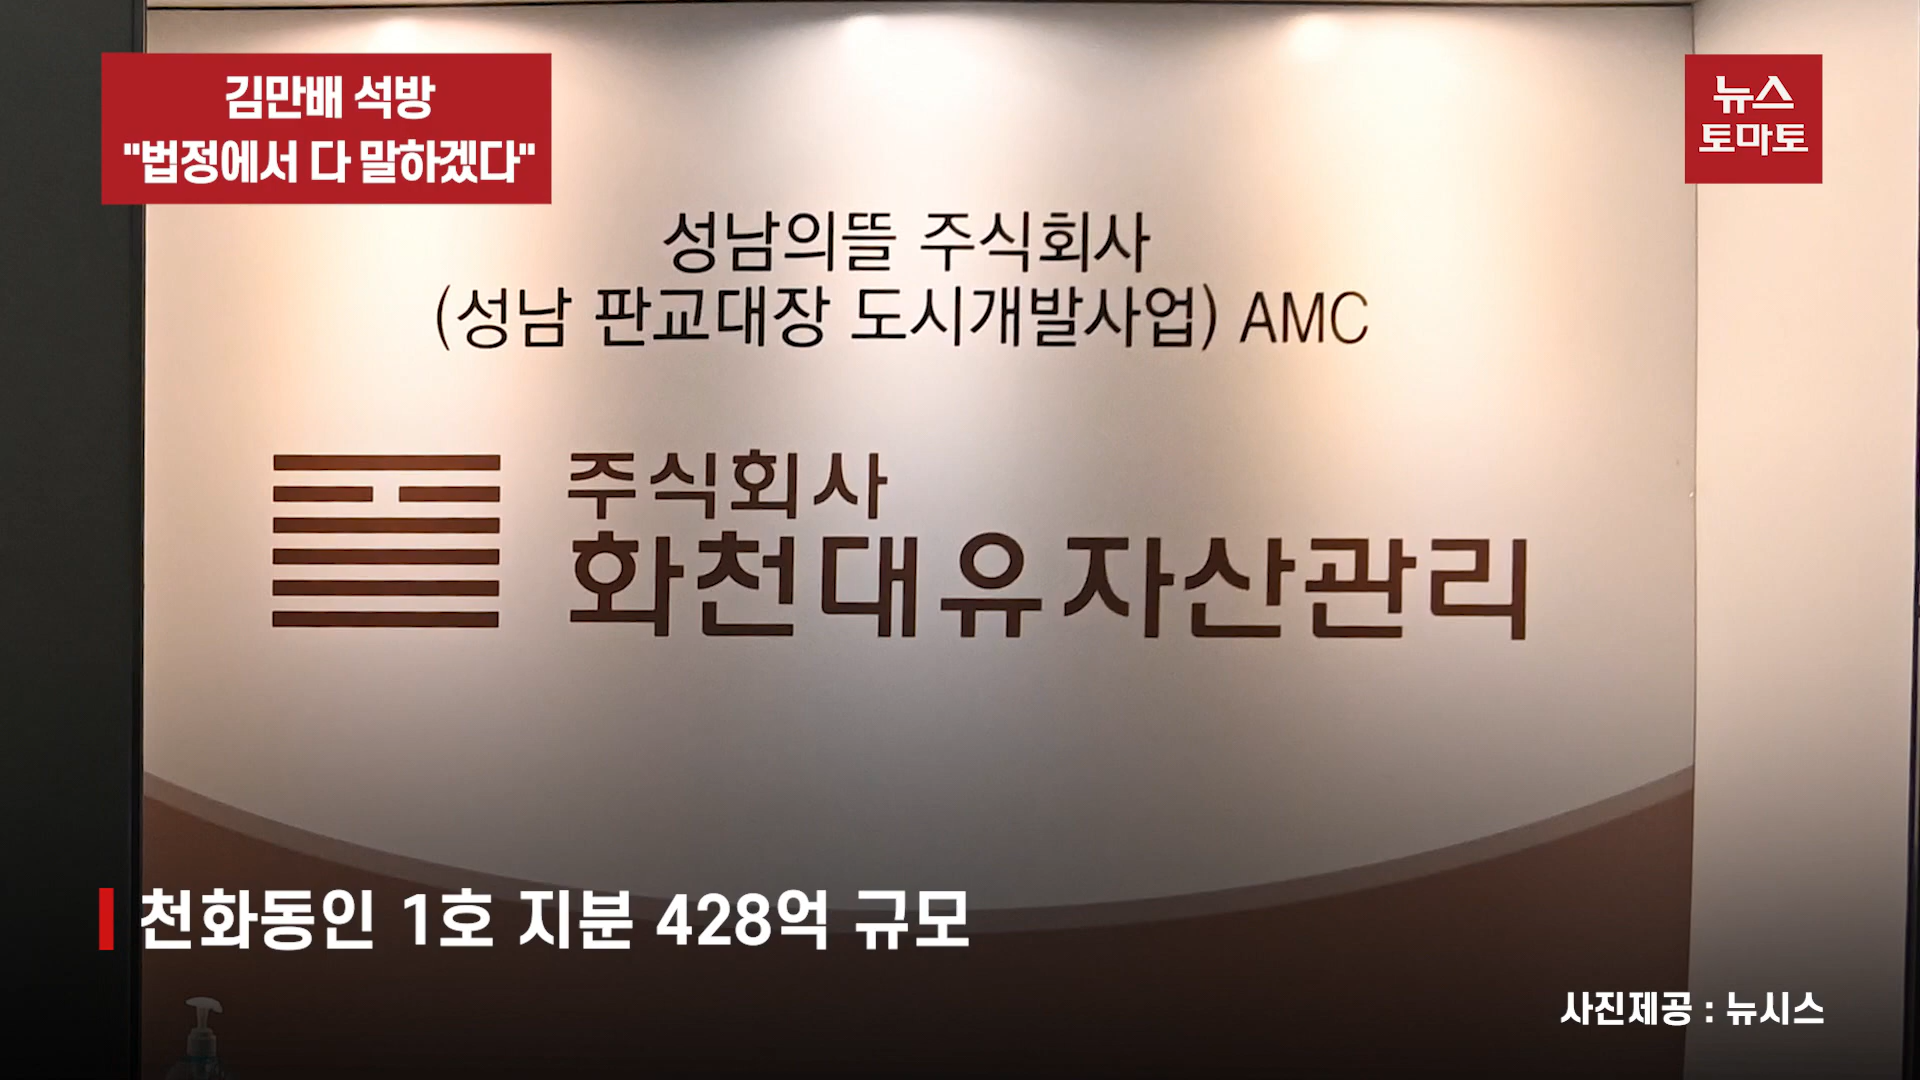 김만배 석방
"법정에서 다 말하겠다"
뉴스
토마토
성남의뜰 주식회사
(성남 판교대장 도시개발사업) AMC
주식회사
화천대유자산관리
천화동인 1호 지분 428억 규모
사진제공 : 뉴시스